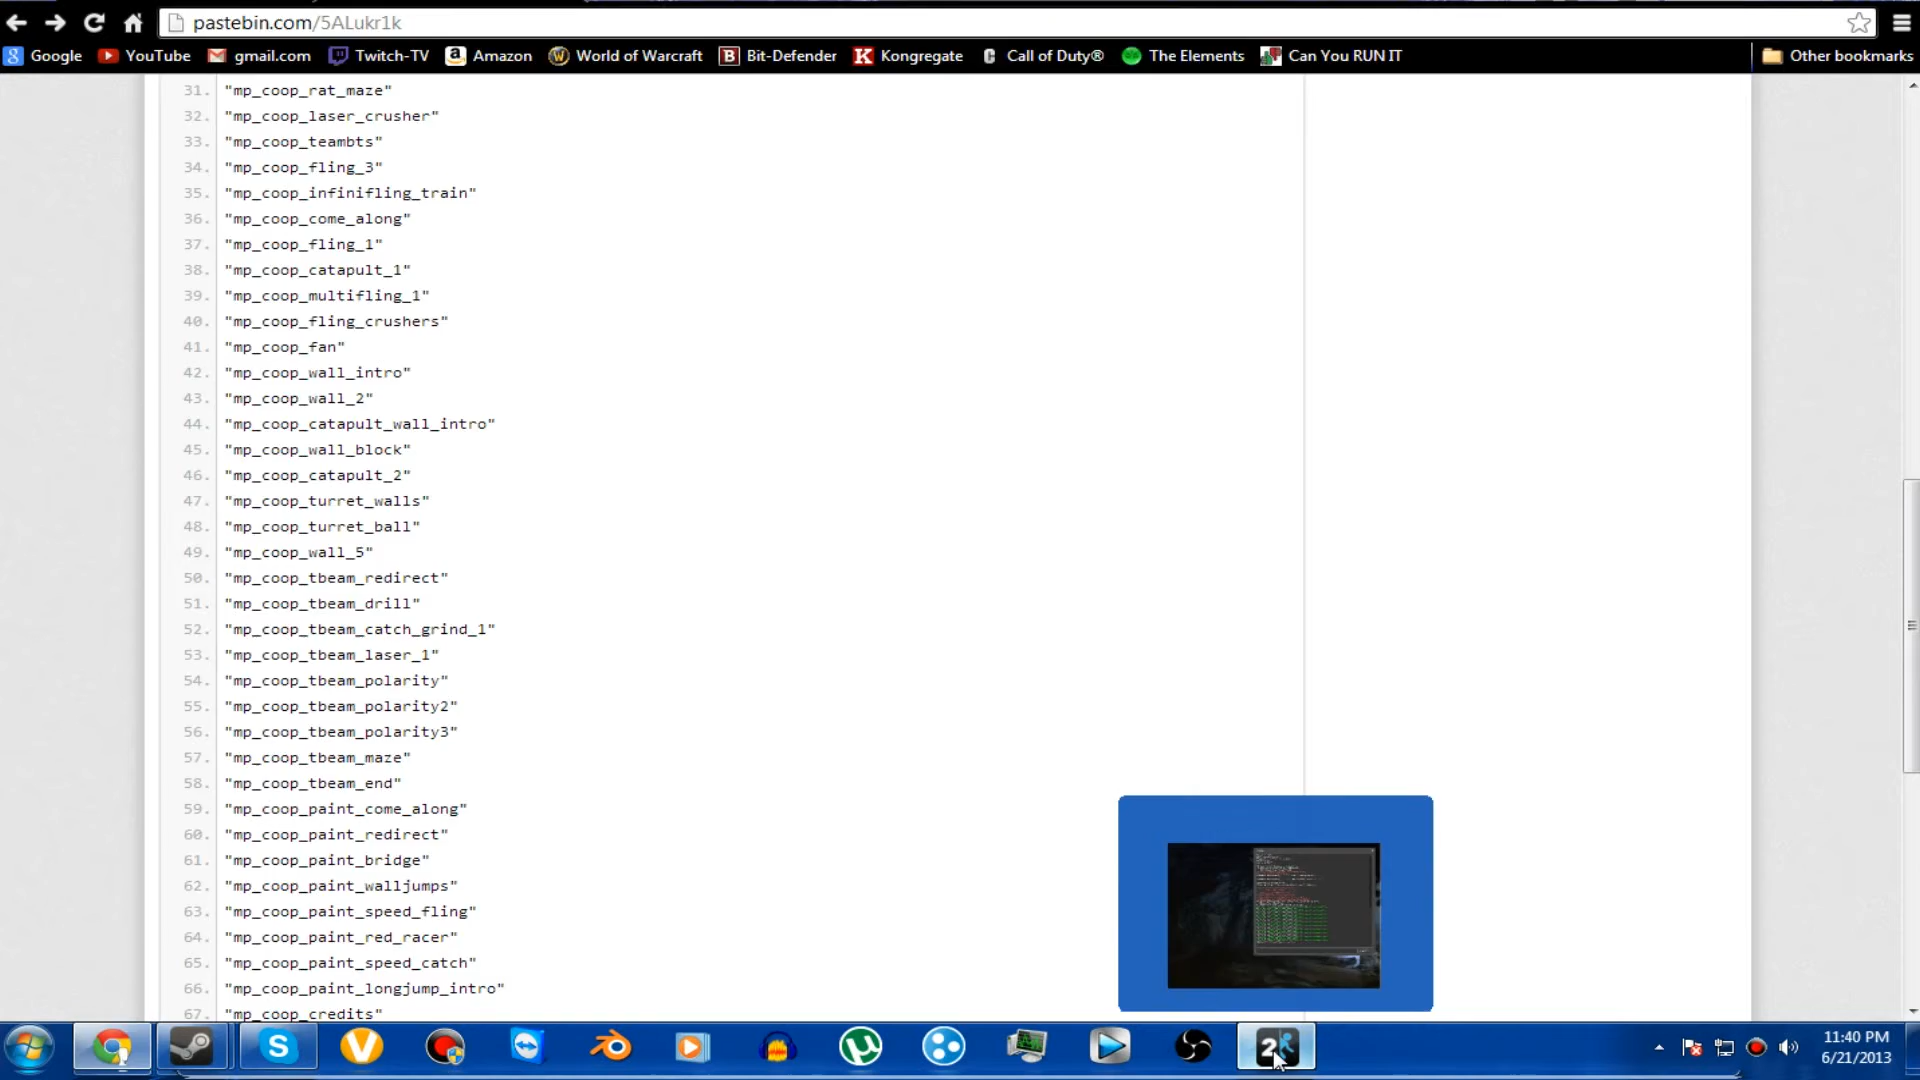 pastebin.com/5ALukr1k
Google YouTube gmail.com Twitch-TV Amazon World of Warcraft Bit-Defender Kongregate Call of Duty® The Elements Can You RUN IT Other bookmarks
31. "mp_coop_rat_maze"
32. "mp_coop_laser_crusher"
33. "mp_coop_teambts"
34. "mp_coop_fling_3"
35. "mp_coop_infinifling_train"
36. "mp_coop_come_along"
37. "mp_coop_fling_1"
38. "mp_coop_catapult_1"
39. "mp_coop_multifling_1"
40. "mp_coop_fling_crushers"
41. "mp_coop_fan"
42. "mp_coop_wall_intro"
43. "mp_coop_wall_2"
44. "mp_coop_catapult_wall_intro"
45. "mp_coop_wall_block"
46. "mp_coop_catapult_2"
47. "mp_coop_turret_walls"
48. "mp_coop_turret_ball"
49. "mp_coop_wall_5"
50. "mp_coop_tbeam_redirect"
51. "mp_coop_tbeam_drill"
52. "mp_coop_tbeam_catch_grind_1"
53. "mp_coop_tbeam_laser_1"
54. "mp_coop_tbeam_polarity"
55. "mp_coop_tbeam_polarity2"
56. "mp_coop_tbeam_polarity3"
57. "mp_coop_tbeam_maze"
58. "mp_coop_tbeam_end"
59. "mp_coop_paint_come_along"
60. "mp_coop_paint_redirect"
61. "mp_coop_paint_bridge"
62. "mp_coop_paint_walljumps"
63. "mp_coop_paint_speed_fling"
64. "mp_coop_paint_red_racer"
65. "mp_coop_paint_speed_catch"
66. "mp_coop_paint_longjump_intro"
67. "mp_coop_credits"
11:40 PM
6/21/2013